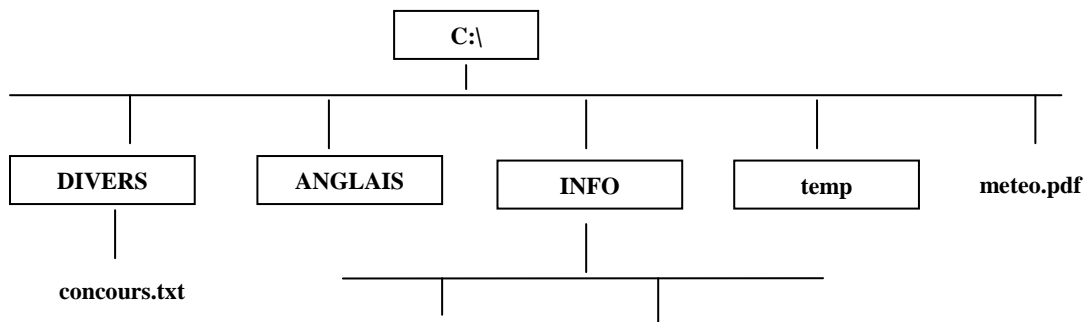 C:\
DIVERS
ANGLAIS
INFO
temp
meteo.pdf
concours.txt